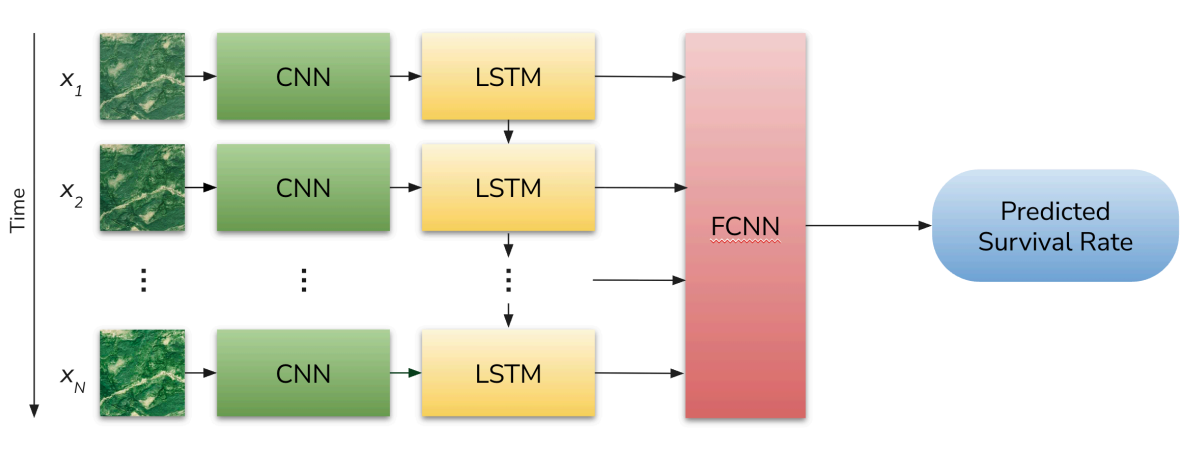 Time
x1
CNN
LSTM
x2
CNN
LSTM
FCNN
Predicted
Survival Rate
xN
CNN
LSTM